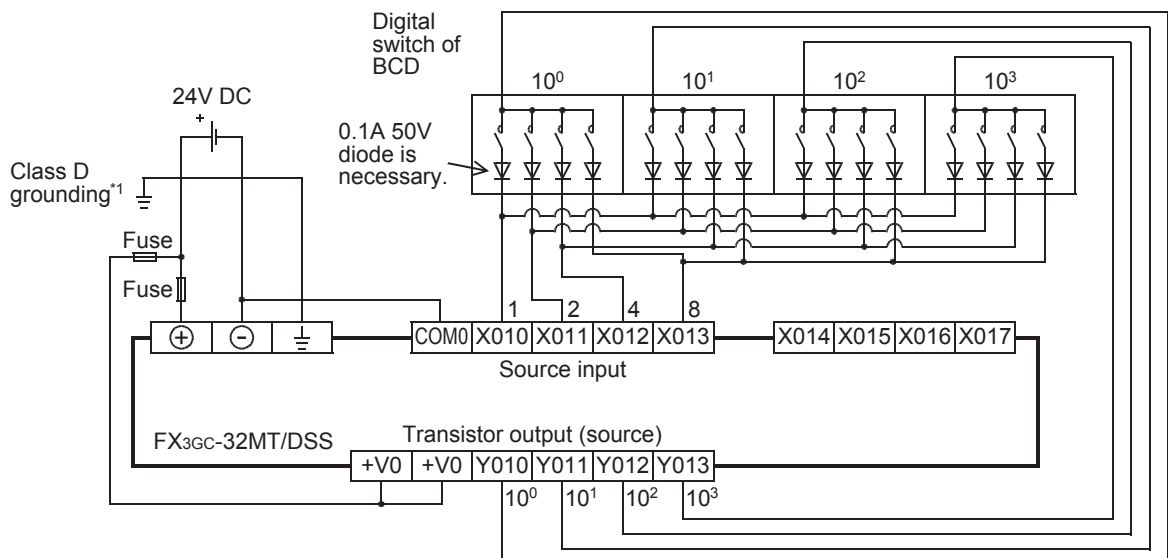 Digital
switch of
BCD
10⁰ 10¹ 10² 10³
24V DC
+
0.1A 50V
diode is
necessary.
Class D
grounding*1
Fuse
Fuse
1 2 4 8
+ - COM0 X010 X011 X012 X013 X014 X015 X016 X017
Source input
FX3GC-32MT/DSS
Transistor output (source)
+V0 +V0 Y010 Y011 Y012 Y013
10⁰ 10¹ 10² 10³